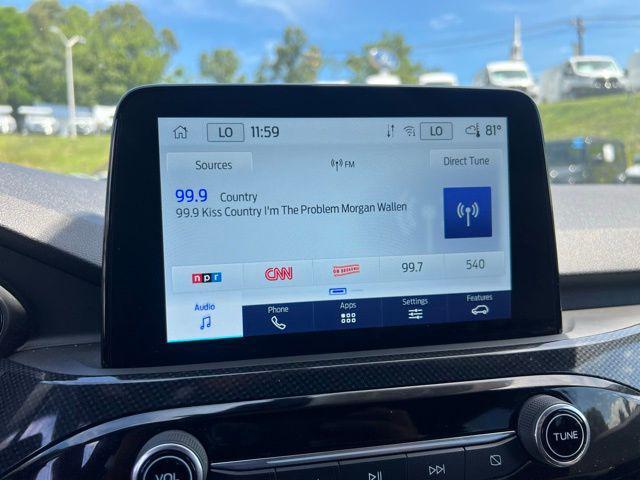 LO 11:59 LO 81°
Sources FM Direct Tune
99.9 Country
99.9 Kiss Country I'm The Problem Morgan Wallen
npr CNN 99.7 540
Audio Phone Apps Settings Features
VOL TUNE